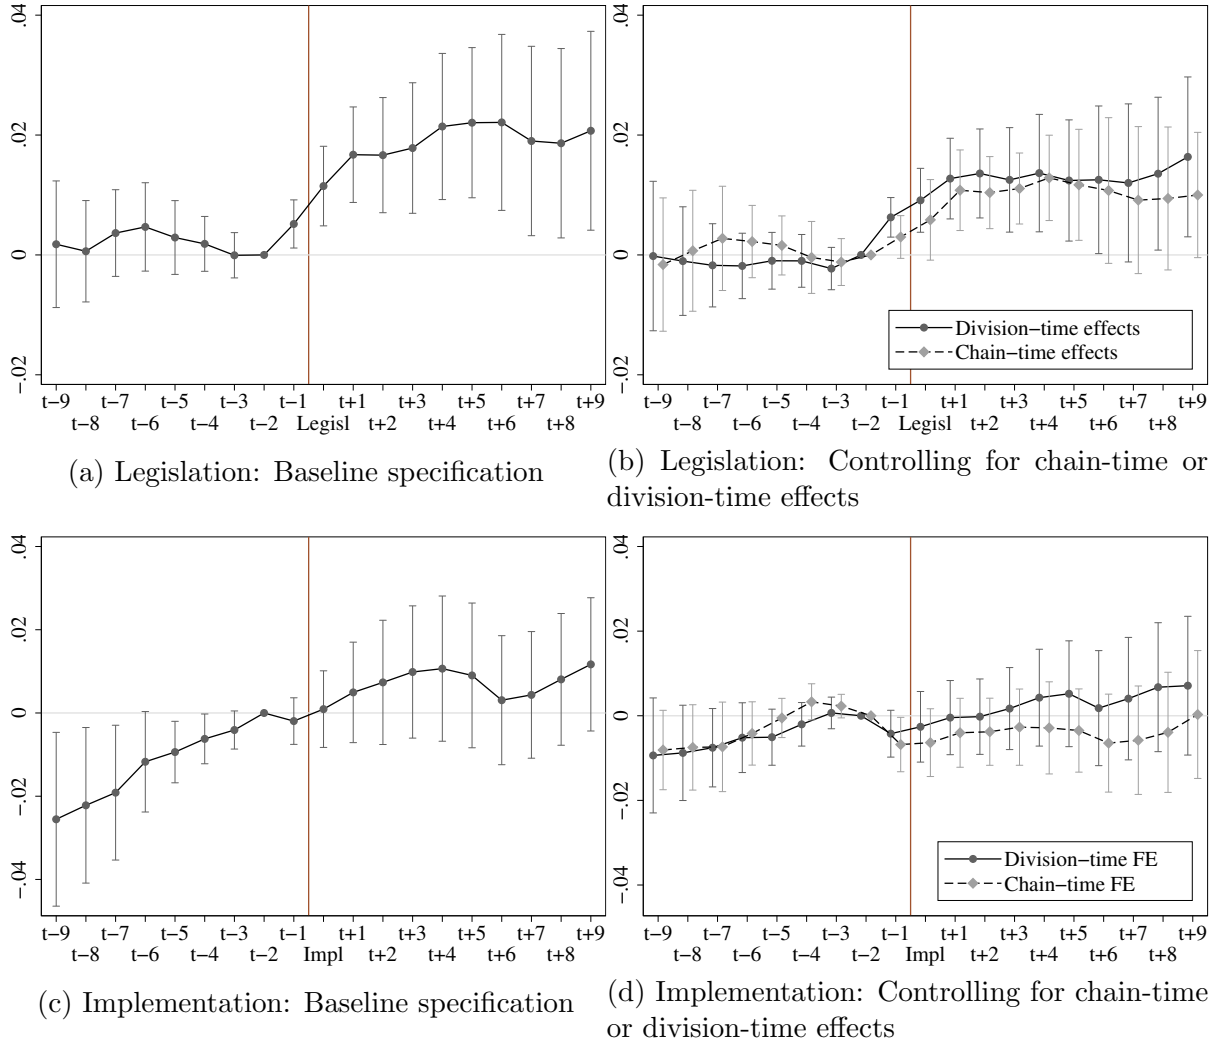 .04
.02
0
-.02
t-9 t-7 t-5 t-3 t-1 t+1 t+3 t+5 t+7 t+9
t-8 t-6 t-4 t-2 Legisl t+2 t+4 t+6 t+8
(a) Legislation: Baseline specification
.04
.02
0
-.02
Division-time effects
Chain-time effects
t-9 t-7 t-5 t-3 t-1 t+1 t+3 t+5 t+7 t+9
t-8 t-6 t-4 t-2 Legisl t+2 t+4 t+6 t+8
(b) Legislation: Controlling for chain-time or
division-time effects
.04
.02
0
-.02
-.04
t-9 t-7 t-5 t-3 t-1 t+1 t+3 t+5 t+7 t+9
t-8 t-6 t-4 t-2 Impl t+2 t+4 t+6 t+8
(c) Implementation: Baseline specification
.04
.02
0
-.02
-.04
Division-time FE
Chain-time FE
t-9 t-7 t-5 t-3 t-1 t+1 t+3 t+5 t+7 t+9
t-8 t-6 t-4 t-2 Impl t+2 t+4 t+6 t+8
(d) Implementation: Controlling for chain-time
or division-time effects